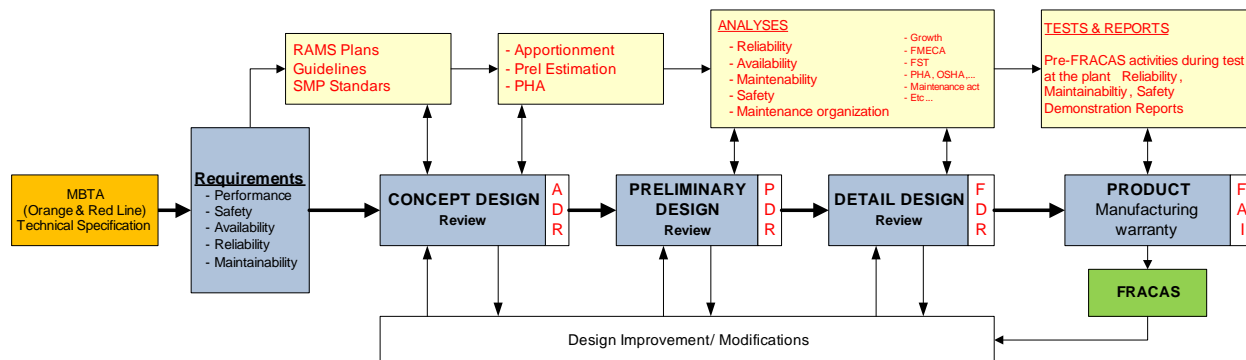 RAMS Plans
Guidelines
SMP Standars
- Apportionment
- Prel Estimation
- PHA
ANALYSES
- Reliability
- Availability
- Maintenability
- Safety
- Maintenance organization
- Growth
- FMECA
- FST
- PHA, OSHA,...
- Maintenance act
- Etc...
TESTS & REPORTS
Pre-FRACAS activities during test
at the plant Reliability,
Maintainabiltiy, Safety
Demonstration Reports
MBTA
(Orange & Red Line)
Technical Specification
Requirements
- Performance
- Safety
- Availability
- Reliability
- Maintainability
CONCEPT DESIGN
Review
A
D
R
PRELIMINARY
DESIGN
Review
P
D
R
DETAIL DESIGN
Review
F
D
R
PRODUCT
Manufacturing
warranty
F
A
I
FRACAS
Design Improvement/ Modifications